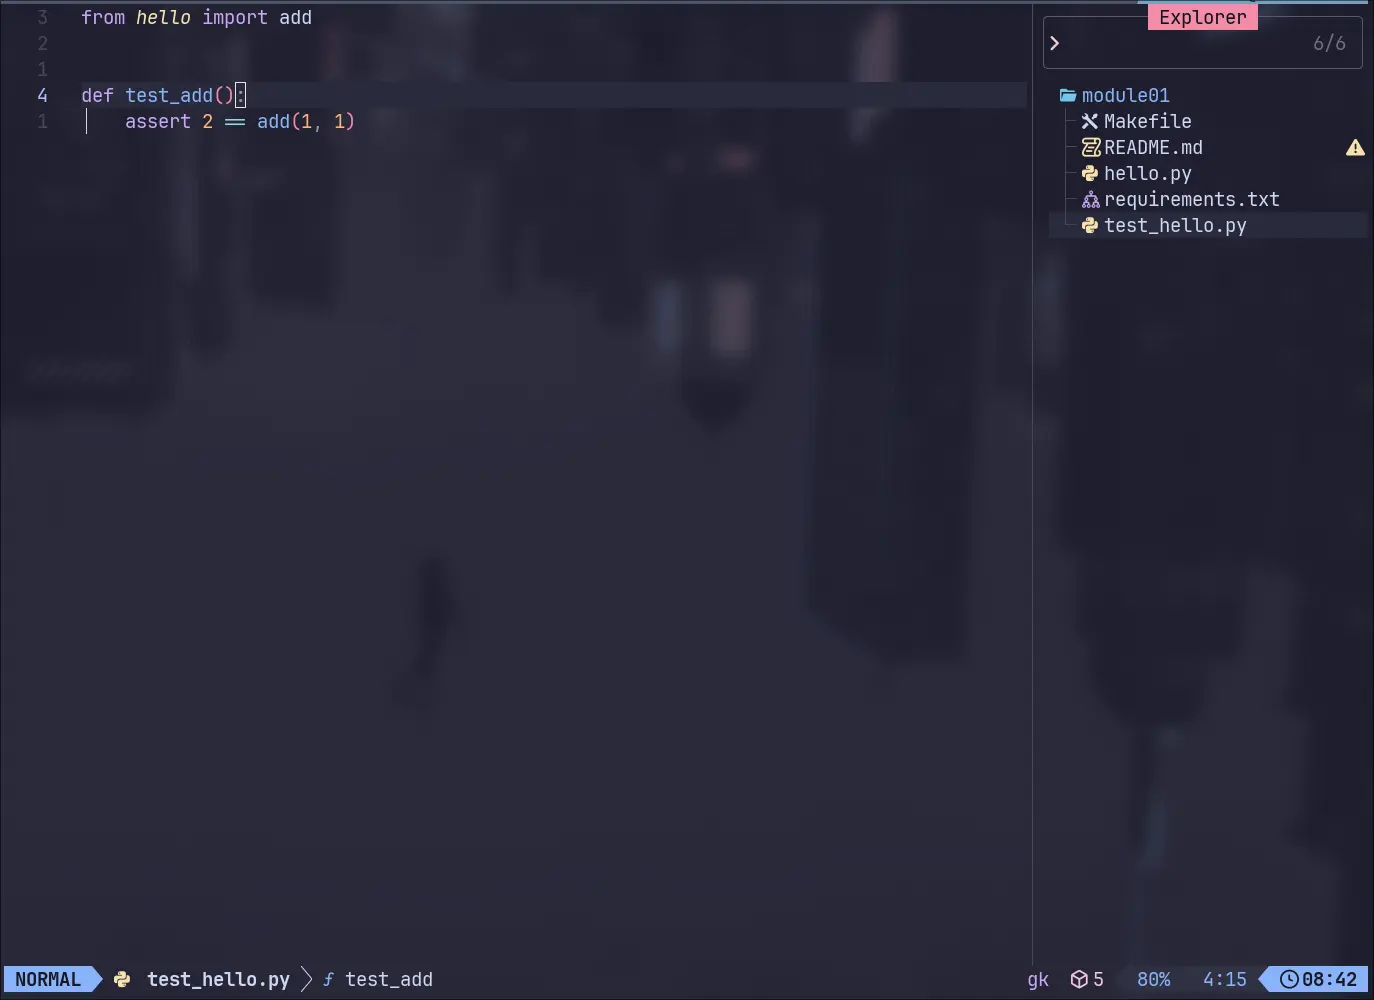 3 from hello import add
2
1
4 def test_add():
1 assert 2 == add(1, 1)
Explorer
6/6
module01
Makefile
README.md
hello.py
requirements.txt
test_hello.py
NORMAL test_hello.py test_add gk 5 80% 4:15 08:42